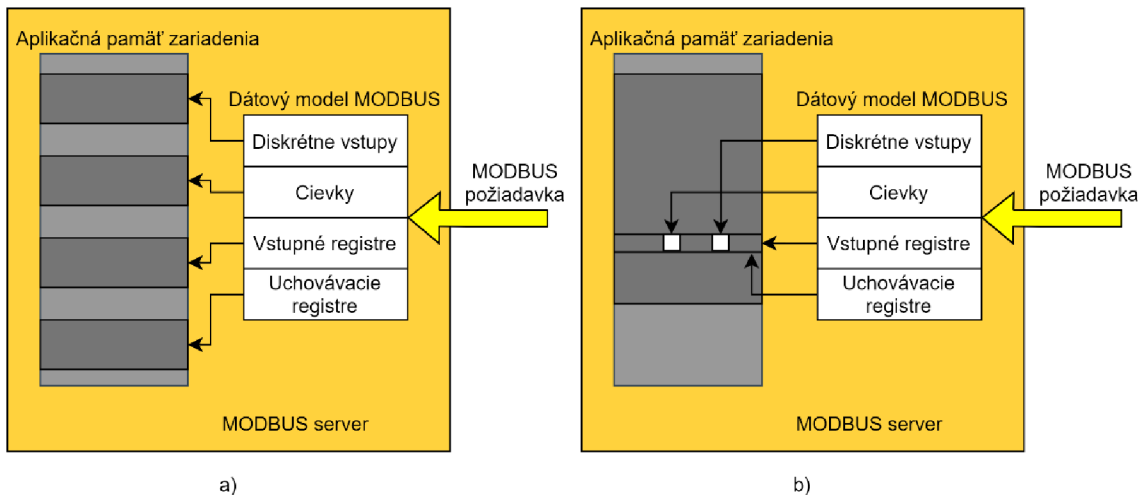 Aplikačná pamäť zariadenia
Dátový model MODBUS
Diskrétne vstupy
Cievky
Vstupné registre
Uchovávacie
registre
MODBUS
požiadavka
MODBUS server
a)
Aplikačná pamäť zariadenia
Dátový model MODBUS
Diskrétne vstupy
Cievky
Vstupné registre
Uchovávacie
registre
MODBUS
požiadavka
MODBUS server
b)